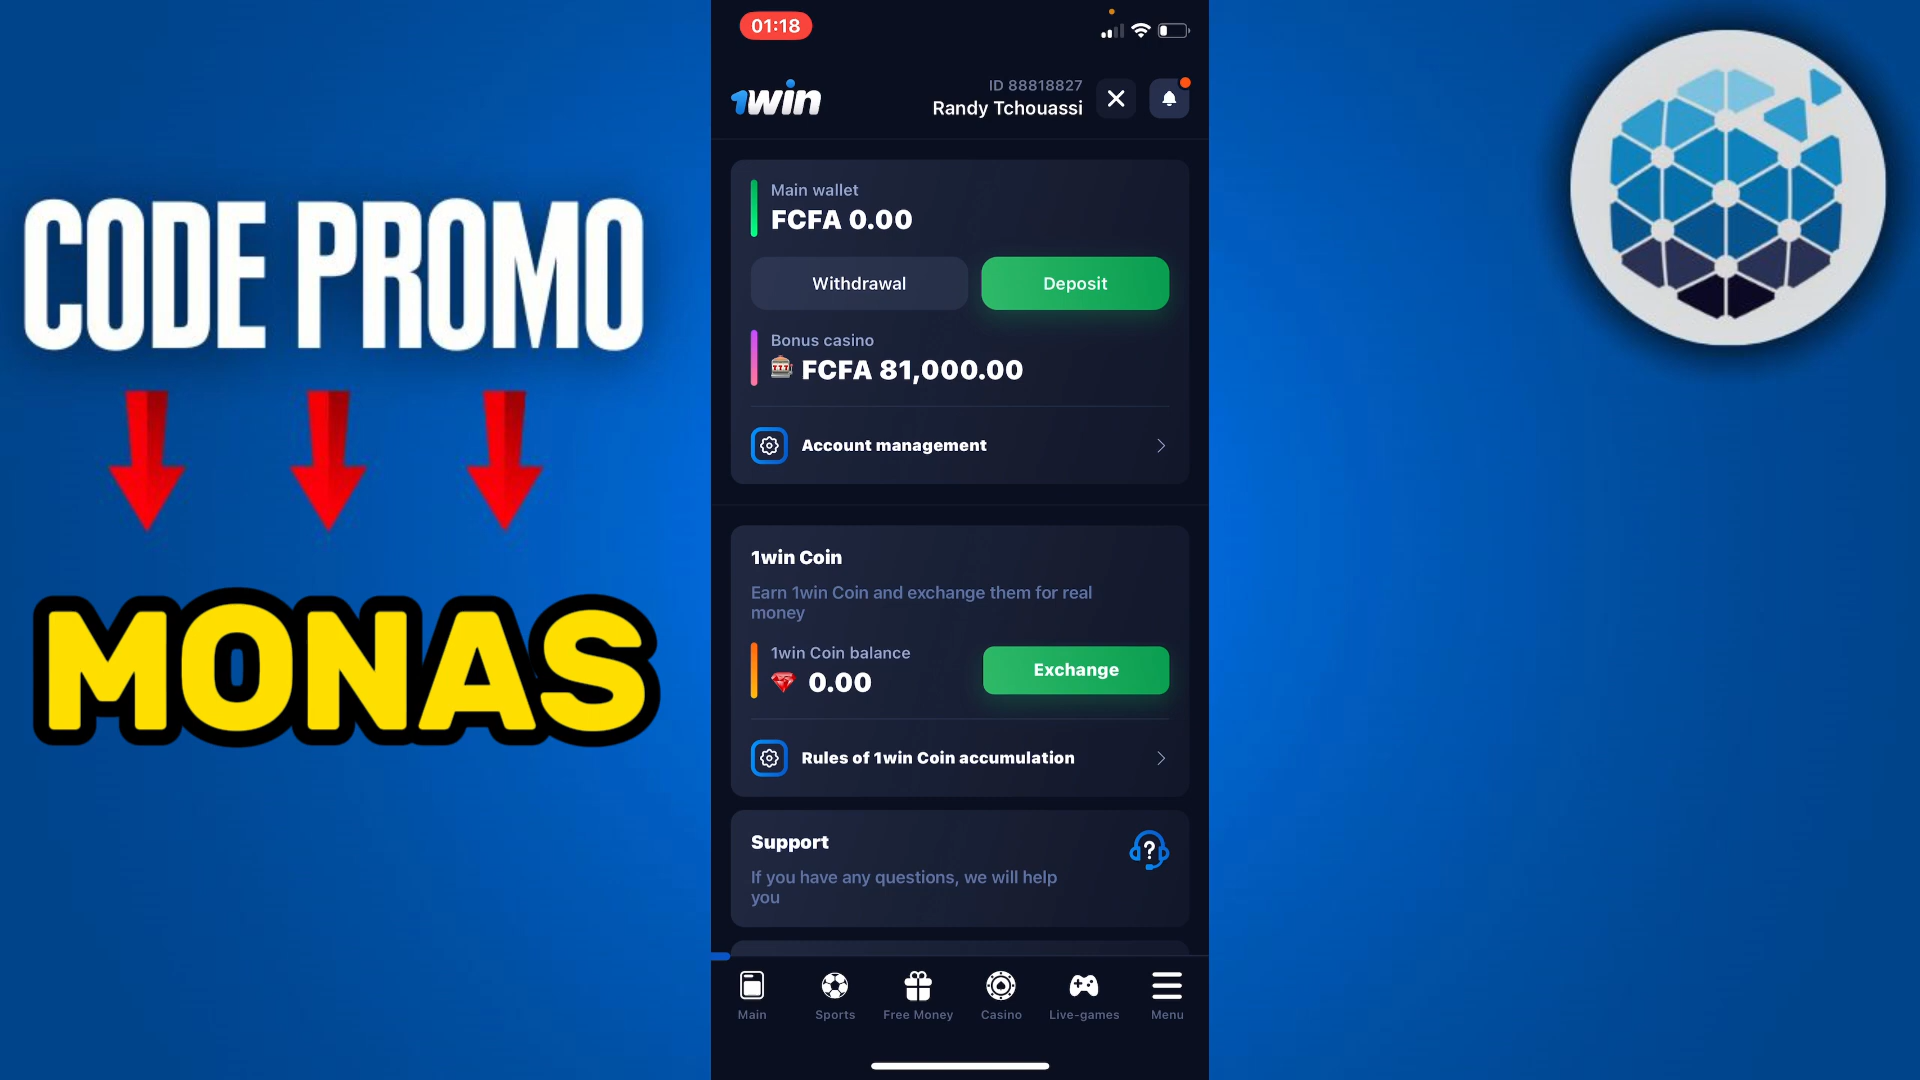 CODE PROMO
MONAS
01:18
1win
ID 88818827
Randy Tchouassi
Main wallet
FCFA 0.00
Withdrawal
Deposit
Bonus casino
FCFA 81,000.00
Account management
1win Coin
Earn 1win Coin and exchange them for real
money
1win Coin balance
0.00
Exchange
Rules of 1win Coin accumulation
Support
If you have any questions, we will help
you
Main
Sports
Free Money
Casino
Live-games
Menu